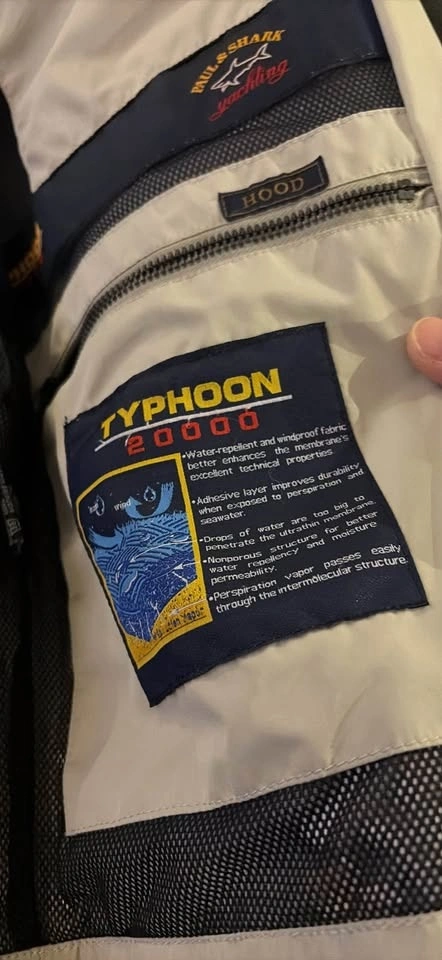 PAUL & SHARK
yachting
HOOD
TYPHOON
20000
•Water-repellent and windproof fabric
better enhances the membrane's
excellent technical properties
•Adhesive layer improves durability
when exposed to perspiration and
seawater.
•Drops of water are too big to
penetrate the ultrathin membrane.
•Nonporous structure for better
water repellency and moisture
permeability.
•Perspiration vapor passes easily
through the intermolecular structure.
wind